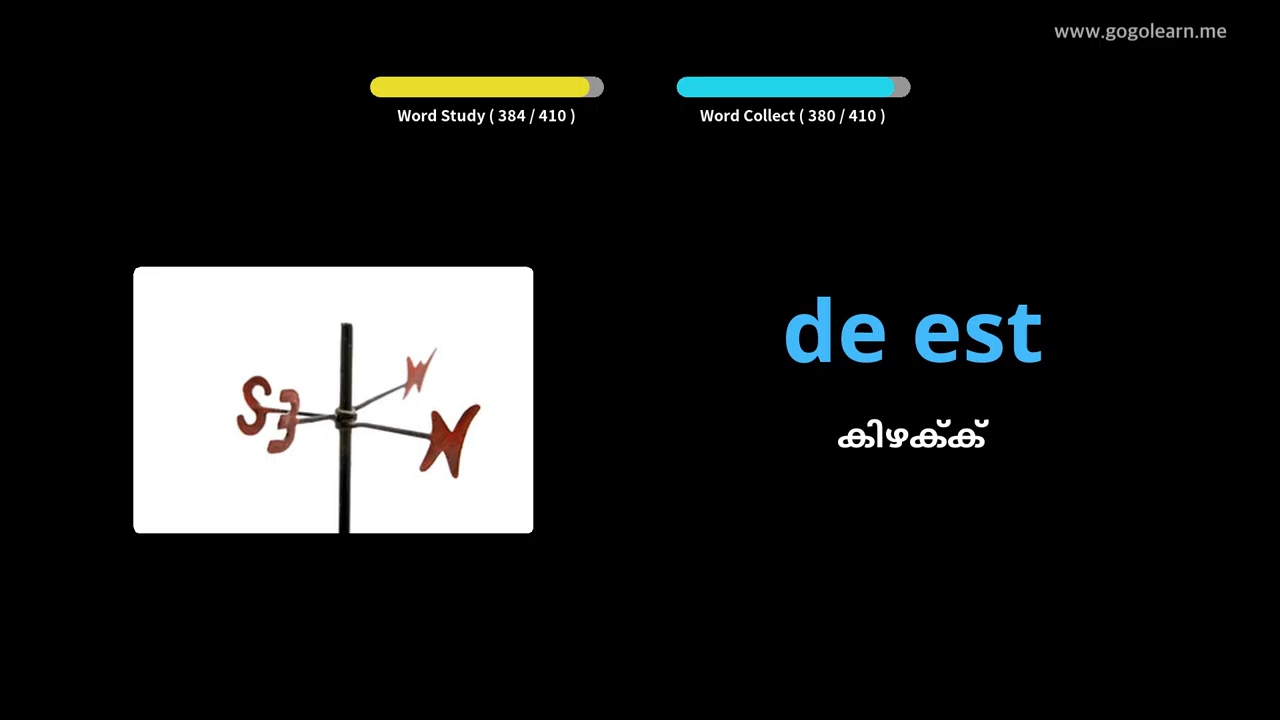 www.gogolearn.me
Word Study ( 384 / 410 )
Word Collect ( 380 / 410 )
de est
കിഴക്ക്
S E N W